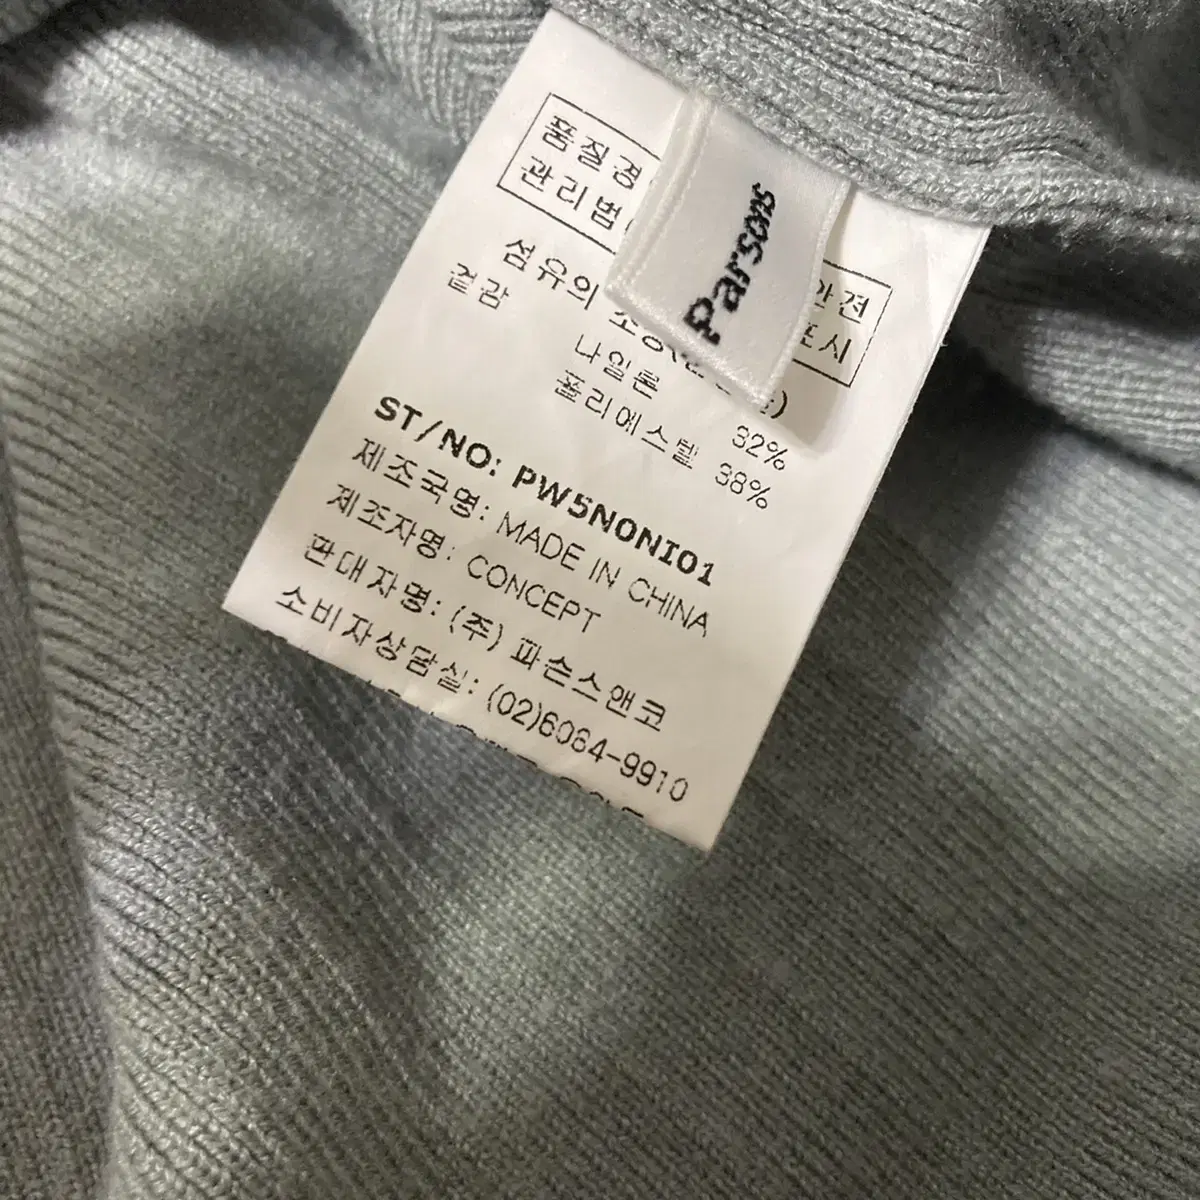 Parsons
품질경
안전
관리법
표시
섬유의
겉감
나일론 32%
폴리에스텔 38%
ST/NO: PW5N0NI01
제조국명: MADE IN CHINA
제조자명: CONCEPT
판매자명: (주) 파슨스앤코
소비자상담실: (02)6064-9910